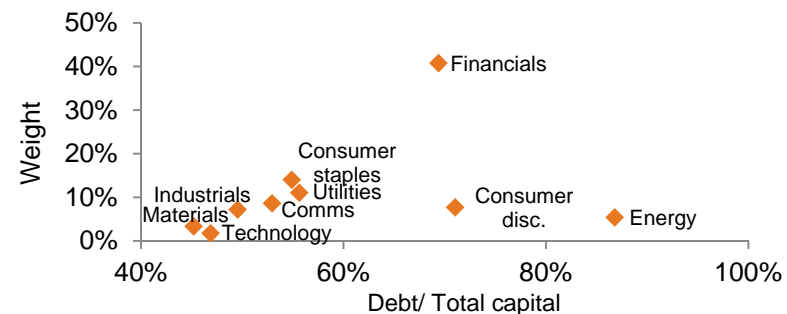 50%
40%
30%
20%
10%
0%
Weight
Financials
Consumer
staples
Utilities
Industrials
Materials
Comms
Technology
Consumer
disc.
Energy
40%
60%
80%
100%
Debt/ Total capital